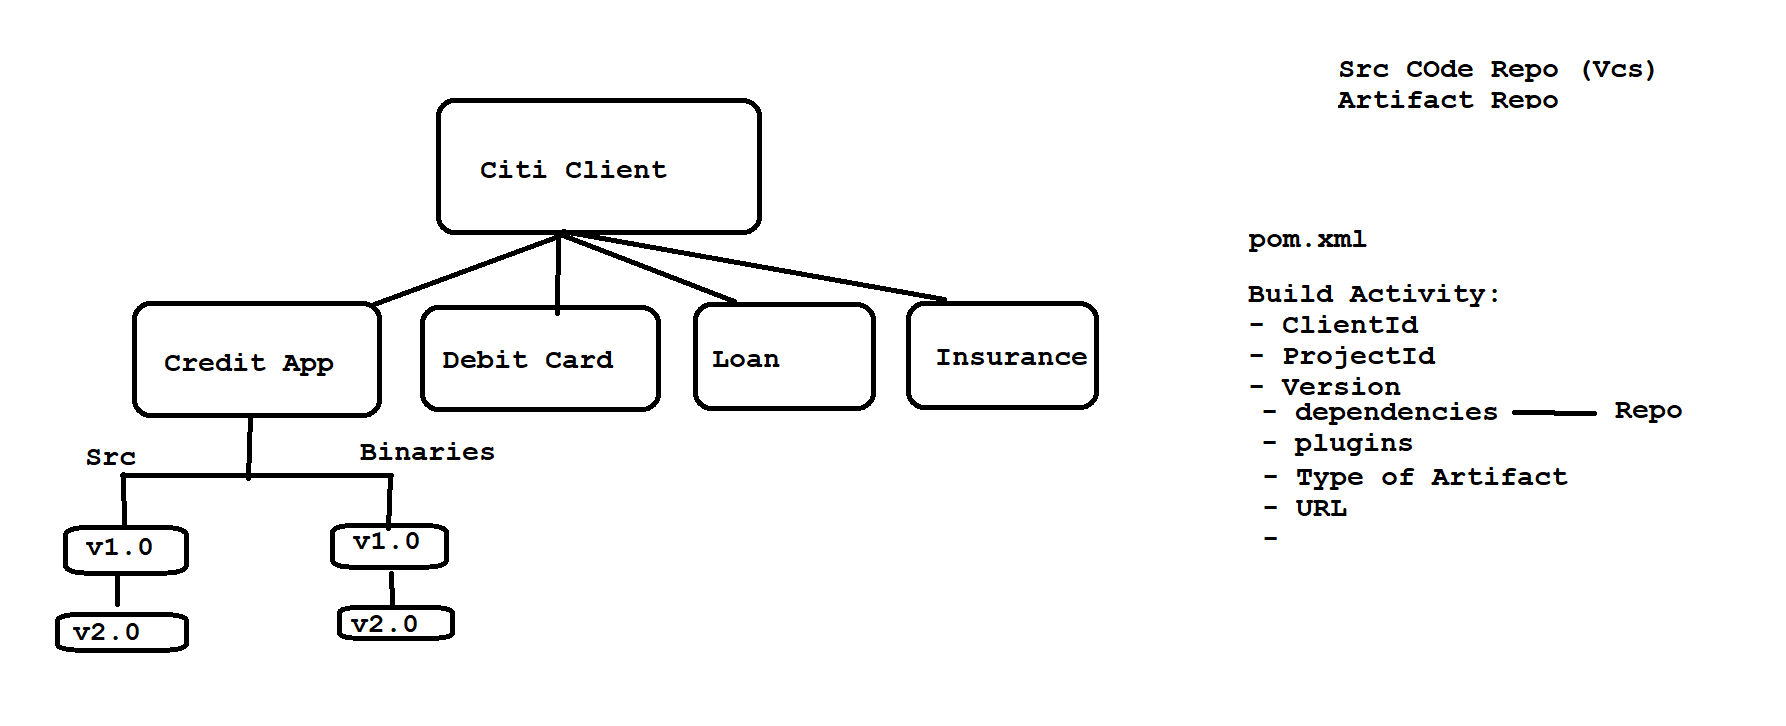 Src COde Repo (Vcs)
Artifact Repo
Citi Client
Credit App
Debit Card
Loan
Insurance
Src
Binaries
v1.0
v2.0
v1.0
v2.0
pom.xml
Build Activity:
- ClientId
- ProjectId
- Version
- dependencies
Repo
- plugins
- Type of Artifact
- URL
-